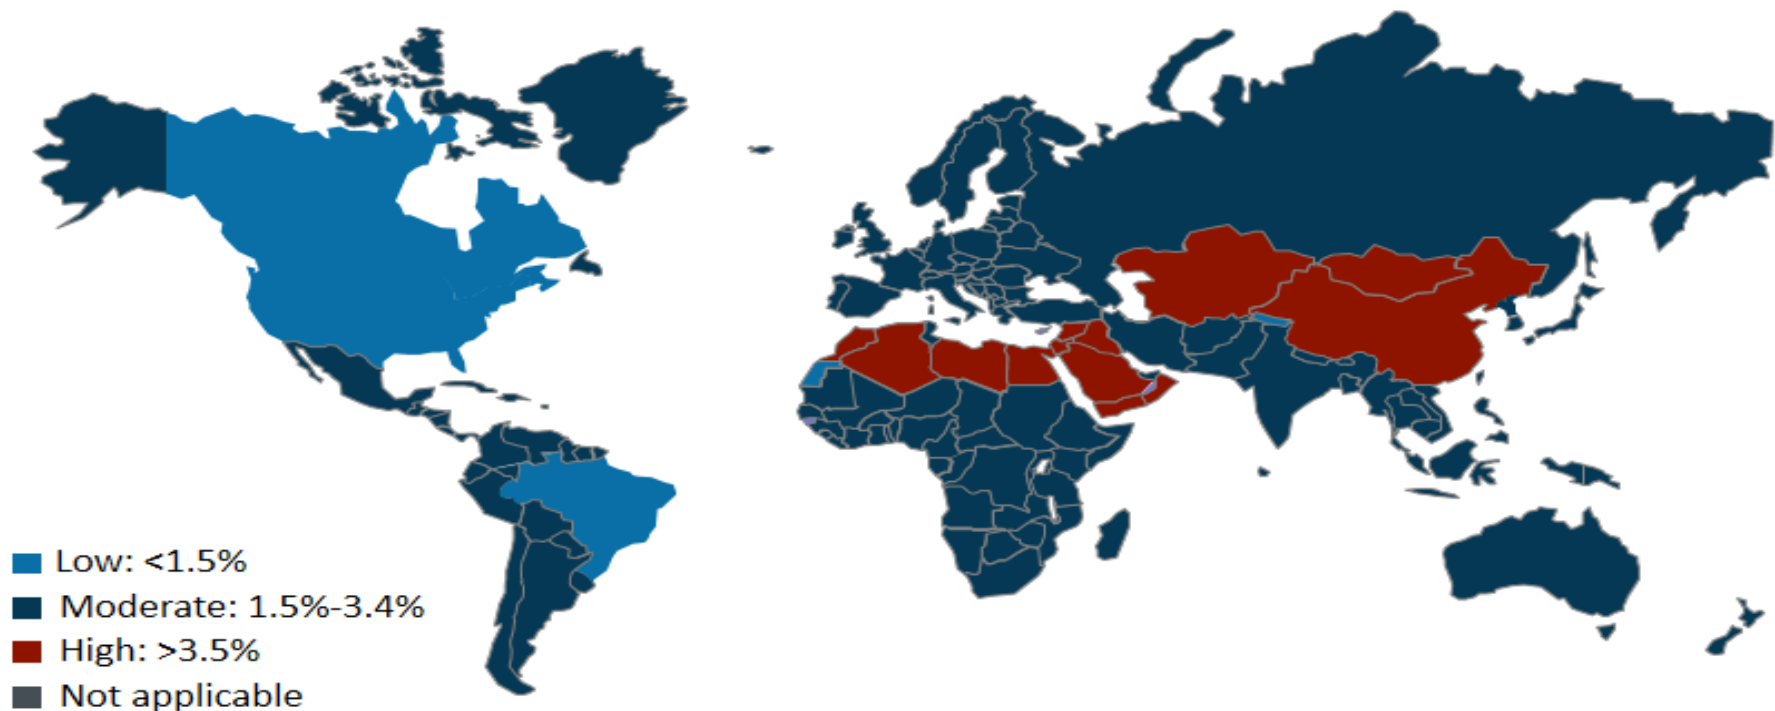 Low: <1.5%
Moderate: 1.5%-3.4%
High: >3.5%
Not applicable